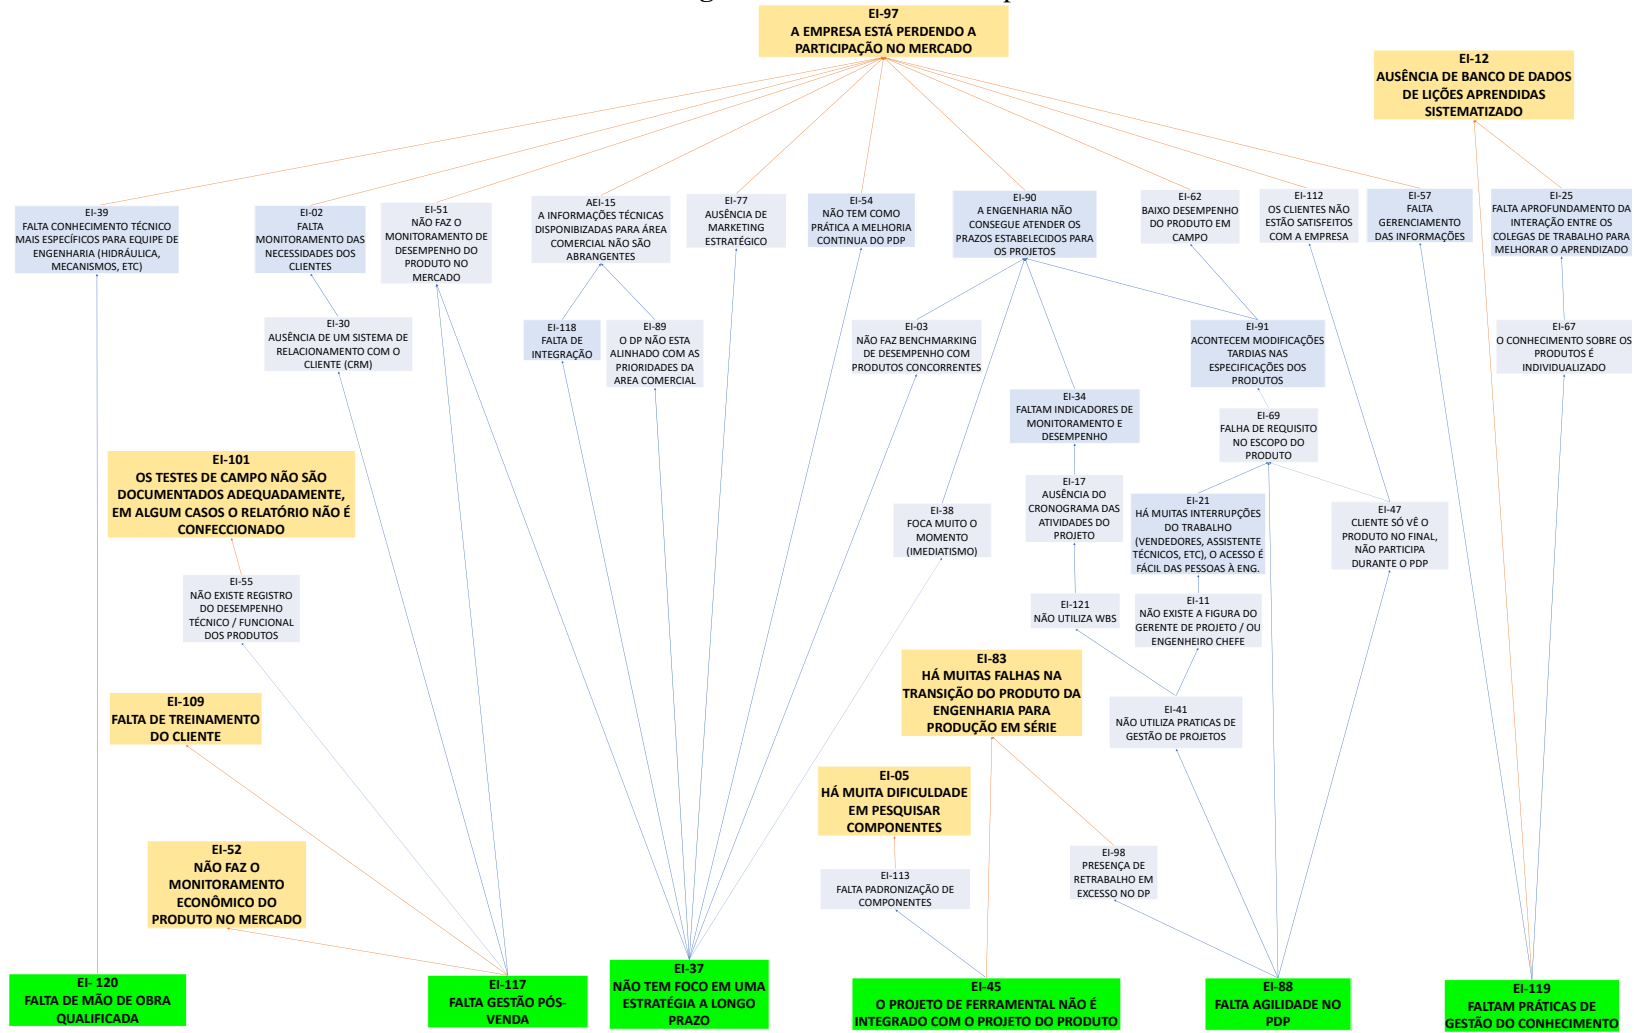 EI-97
A EMPRESA ESTÁ PERDENDO A
PARTICIPAÇÃO NO MERCADO
EI-12
AUSÊNCIA DE BANCO DE DADOS
DE LIÇÕES APRENDIDAS
SISTEMATIZADO
EI-39
FALTA CONHECIMENTO TÉCNICO
MAIS ESPECÍFICOS PARA EQUIPE DE
ENGENHARIA (HIDRÁULICA,
MECANISMOS, ETC)
EI-02
FALTA
MONITORAMENTO DAS
NECESSIDADES DOS
CLIENTES
EI-51
NÃO FAZ O
MONITORAMENTO DE
DESEMPENHO DO
PRODUTO NO
MERCADO
AEI-15
A INFORMAÇÕES TÉCNICAS
DISPONIBIZADAS PARA ÁREA
COMERCIAL NÃO SÃO
ABRANGENTES
EI-77
AUSÊNCIA DE
MARKETING
ESTRATÉGICO
EI-54
NÃO TEM COMO
PRÁTICA A MELHORIA
CONTINUA DO PDP
EI-90
A ENGENHARIA NÃO
CONSEGUE ATENDER OS
PRAZOS ESTABELECIDOS PARA
OS PROJETOS
EI-62
BAIXO DESEMPENHO
DO PRODUTO EM
CAMPO
EI-112
OS CLIENTES NÃO
ESTÃO SATISFEITOS
COM A EMPRESA
EI-57
FALTA
GERENCIAMENTO
DAS INFORMAÇÕES
EI-25
FALTA APROFUNDAMENTO DA
INTERAÇÃO ENTRE OS
COLEGAS DE TRABALHO PARA
MELHORAR O APRENDIZADO
EI-30
AUSÊNCIA DE UM SISTEMA DE
RELACIONAMENTO COM O
CLIENTE (CRM)
EI-118
FALTA DE
INTEGRAÇÃO
EI-89
O DP NÃO ESTA
ALINHADO COM AS
PRIORIDADES DA
AREA COMERCIAL
EI-03
NÃO FAZ BENCHMARKING
DE DESEMPENHO COM
PRODUTOS CONCORRENTES
EI-91
ACONTECEM MODIFICAÇÕES
TARDIAS NAS
ESPECIFICAÇÕES DOS
PRODUTOS
EI-67
O CONHECIMENTO SOBRE OS
PRODUTOS É
INDIVIDUALIZADO
EI-34
FALTAM INDICADORES DE
MONITORAMENTO E
DESEMPENHO
EI-69
FALHA DE REQUISITO
NO ESCOPO DO
PRODUTO
EI-101
OS TESTES DE CAMPO NÃO SÃO
DOCUMENTADOS ADEQUADAMENTE,
EM ALGUM CASOS O RELATÓRIO NÃO É
CONFECCIONADO
EI-38
FOCA MUITO O
MOMENTO
(IMEDIATISMO)
EI-17
AUSÊNCIA DO
CRONOGRAMA DAS
ATIVIDADES DO
PROJETO
EI-21
HÁ MUITAS INTERRUPÇÕES
DO TRABALHO
(VENDEDORES, ASSISTENTE
TÉCNICOS, ETC), O ACESSO É
FÁCIL DAS PESSOAS À ENG.
EI-47
CLIENTE SÓ VÊ O
PRODUTO NO FINAL,
NÃO PARTICIPA
DURANTE O PDP
EI-55
NÃO EXISTE REGISTRO
DO DESEMPENHO
TÉCNICO / FUNCIONAL
DOS PRODUTOS
EI-121
NÃO UTILIZA WBS
EI-11
NÃO EXISTE A FIGURA DO
GERENTE DE PROJETO / OU
ENGENHEIRO CHEFE
EI-83
HÁ MUITAS FALHAS NA
TRANSIÇÃO DO PRODUTO DA
ENGENHARIA PARA
PRODUÇÃO EM SÉRIE
EI-109
FALTA DE TREINAMENTO
DO CLIENTE
EI-41
NÃO UTILIZA PRATICAS DE
GESTÃO DE PROJETOS
EI-05
HÁ MUITA DIFICULDADE
EM PESQUISAR
COMPONENTES
EI-52
NÃO FAZ O
MONITORAMENTO
ECONÔMICO DO
PRODUTO NO MERCADO
EI-113
FALTA PADRONIZAÇÃO DE
COMPONENTES
EI-98
PRESENÇA DE
RETRABALHO EM
EXCESSO NO DP
EI- 120
FALTA DE MÃO DE OBRA
QUALIFICADA
EI-117
FALTA GESTÃO PÓS-
VENDA
EI-37
NÃO TEM FOCO EM UMA
ESTRATÉGIA A LONGO
PRAZO
EI-45
O PROJETO DE FERRAMENTAL NÃO É
INTEGRADO COM O PROJETO DO PRODUTO
EI-88
FALTA AGILIDADE NO
PDP
EI-119
FALTAM PRÁTICAS DE
GESTÃO DO CONHECIMENTO